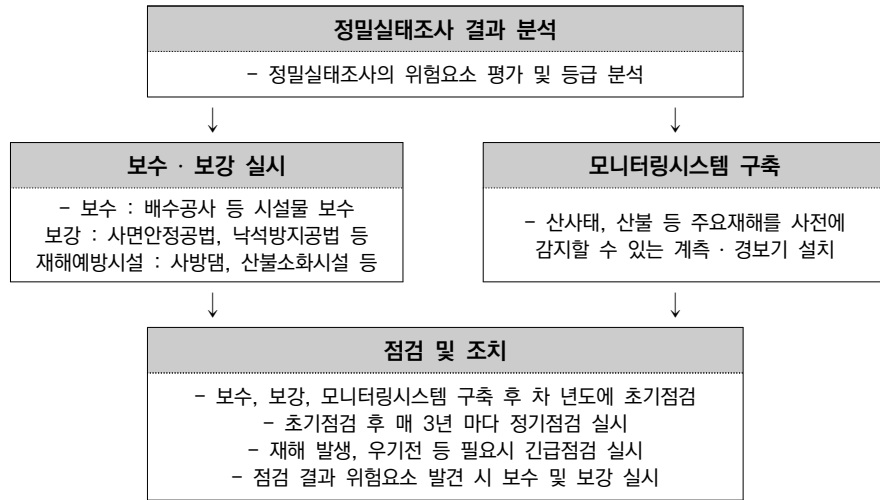 정밀실태조사 결과 분석
- 정밀실태조사의 위험요소 평가 및 등급 분석
↓
↓
보수 · 보강 실시
- 보수 : 배수공사 등 시설물 보수
보강 : 사면안정공법, 낙석방지공법 등
재해예방시설 : 사방댐, 산불소화시설 등
모니터링시스템 구축
- 산사태, 산불 등 주요재해를 사전에
감지할 수 있는 계측 · 경보기 설치
↓
↓
점검 및 조치
- 보수, 보강, 모니터링시스템 구축 후 차 년도에 초기점검
- 초기점검 후 매 3년 마다 정기점검 실시
- 재해 발생, 우기전 등 필요시 긴급점검 실시
- 점검 결과 위험요소 발견 시 보수 및 보강 실시